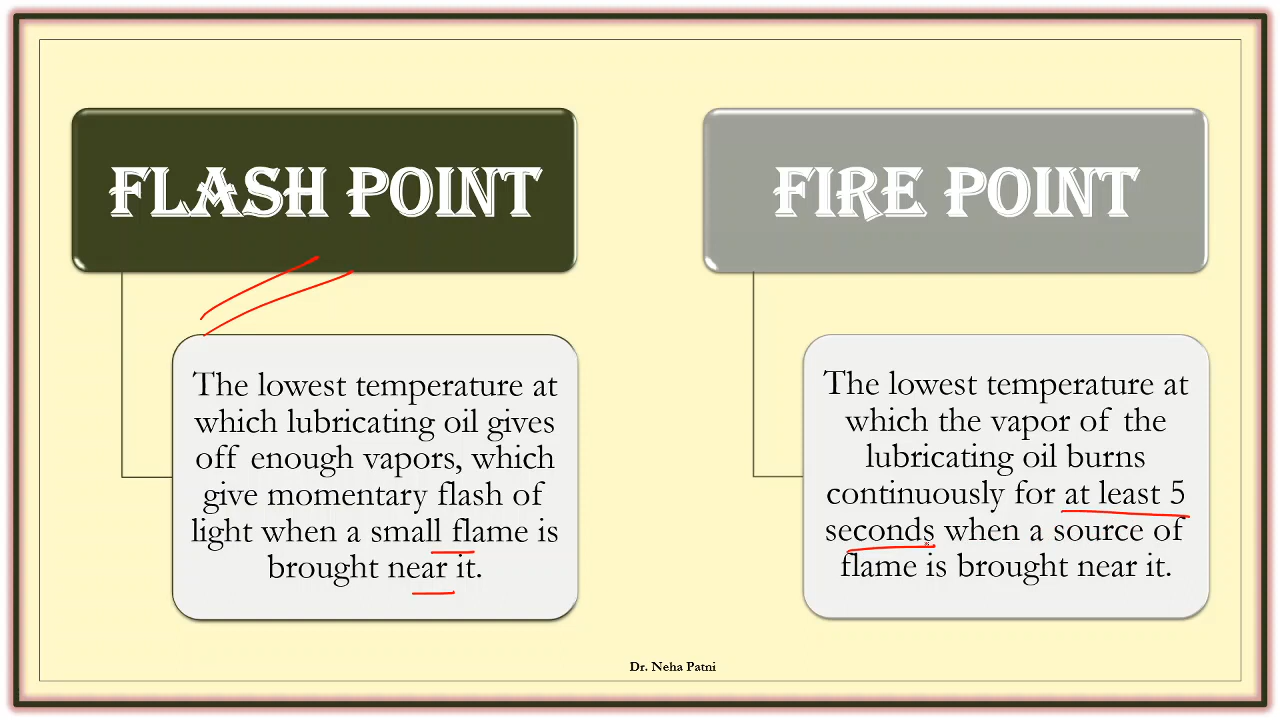 FLASH POINT
The lowest temperature at
which lubricating oil gives
off enough vapors, which
give momentary flash of
light when a small flame is
brought near it.
FIRE POINT
The lowest temperature at
which the vapor of the
lubricating oil burns
continuously for at least 5
seconds when a source of
flame is brought near it.
Dr. Neha Patni